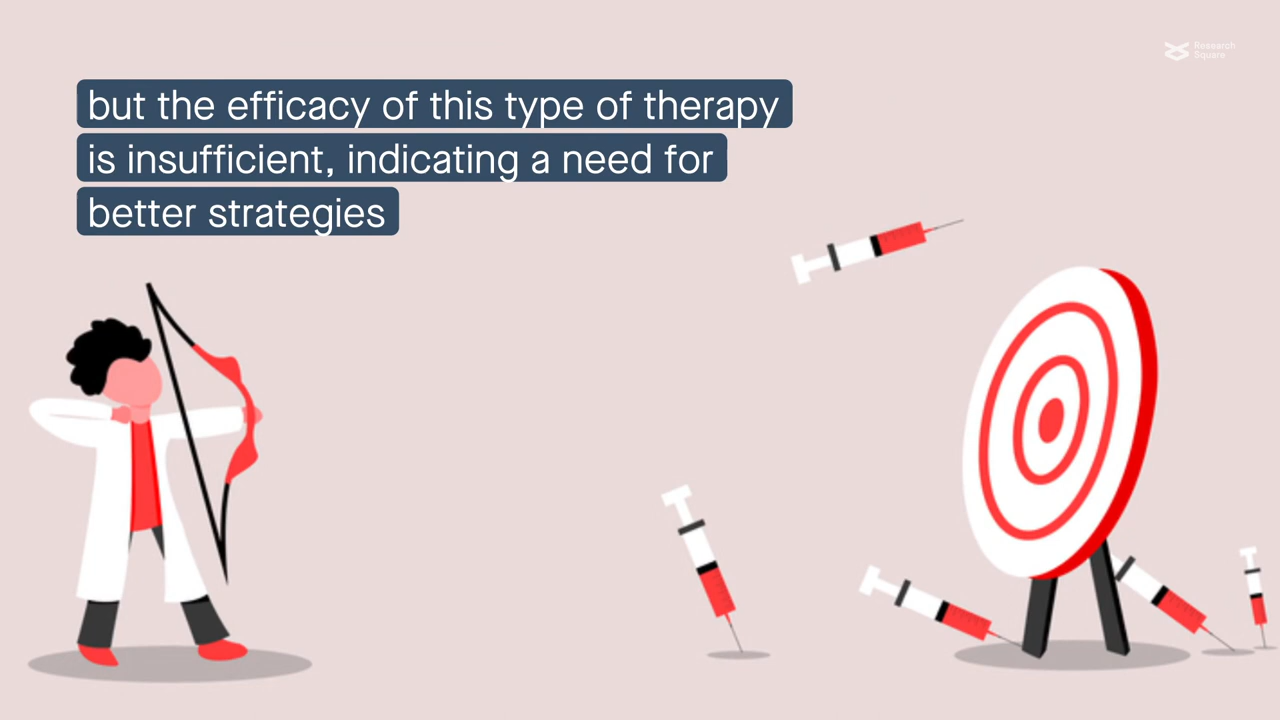 but the efficacy of this type of therapy
is insufficient, indicating a need for
better strategies
Research
Square